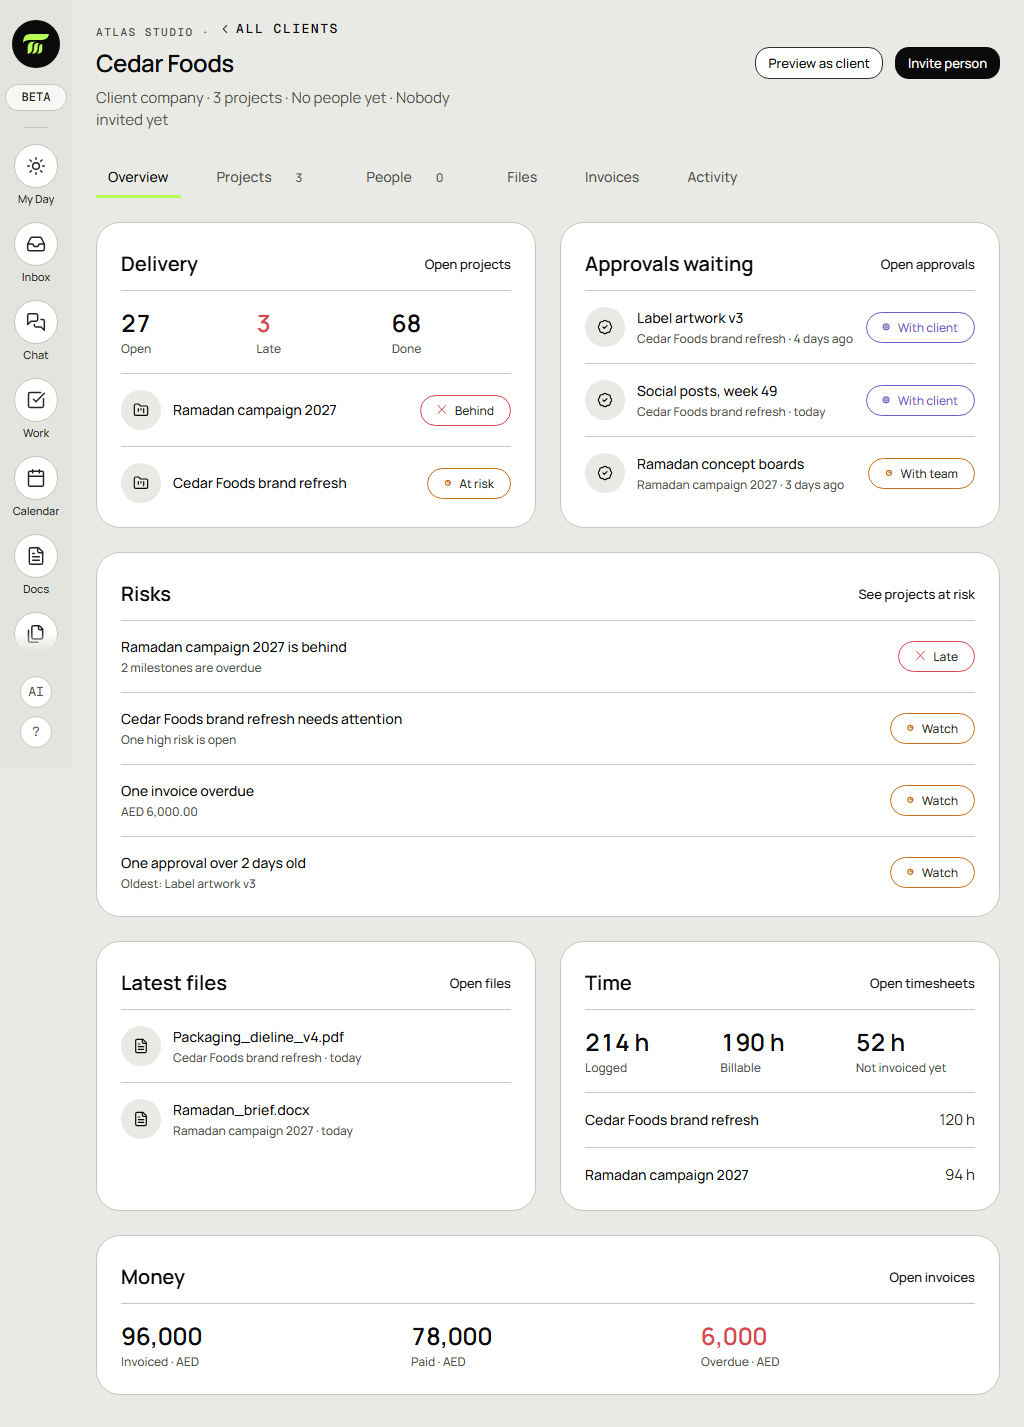 ATLAS STUDIO · ALL CLIENTS
Cedar Foods
Preview as client
Invite person
Client company · 3 projects · No people yet · Nobody
invited yet
BETA
My Day
Inbox
Chat
Work
Calendar
Docs
AI
?
Overview
Projects 3
People 0
Files
Invoices
Activity
Delivery
Open projects
27
Open
3
Late
68
Done
Ramadan campaign 2027
Behind
Cedar Foods brand refresh
At risk
Approvals waiting
Open approvals
Label artwork v3
Cedar Foods brand refresh · 4 days ago
With client
Social posts, week 49
Cedar Foods brand refresh · today
With client
Ramadan concept boards
Ramadan campaign 2027 · 3 days ago
With team
Risks
See projects at risk
Ramadan campaign 2027 is behind
2 milestones are overdue
Late
Cedar Foods brand refresh needs attention
One high risk is open
Watch
One invoice overdue
AED 6,000.00
Watch
One approval over 2 days old
Oldest: Label artwork v3
Watch
Latest files
Open files
Packaging_dieline_v4.pdf
Cedar Foods brand refresh · today
Ramadan_brief.docx
Ramadan campaign 2027 · today
Time
Open timesheets
214 h
Logged
190 h
Billable
52 h
Not invoiced yet
Cedar Foods brand refresh
120 h
Ramadan campaign 2027
94 h
Money
Open invoices
96,000
Invoiced · AED
78,000
Paid · AED
6,000
Overdue · AED